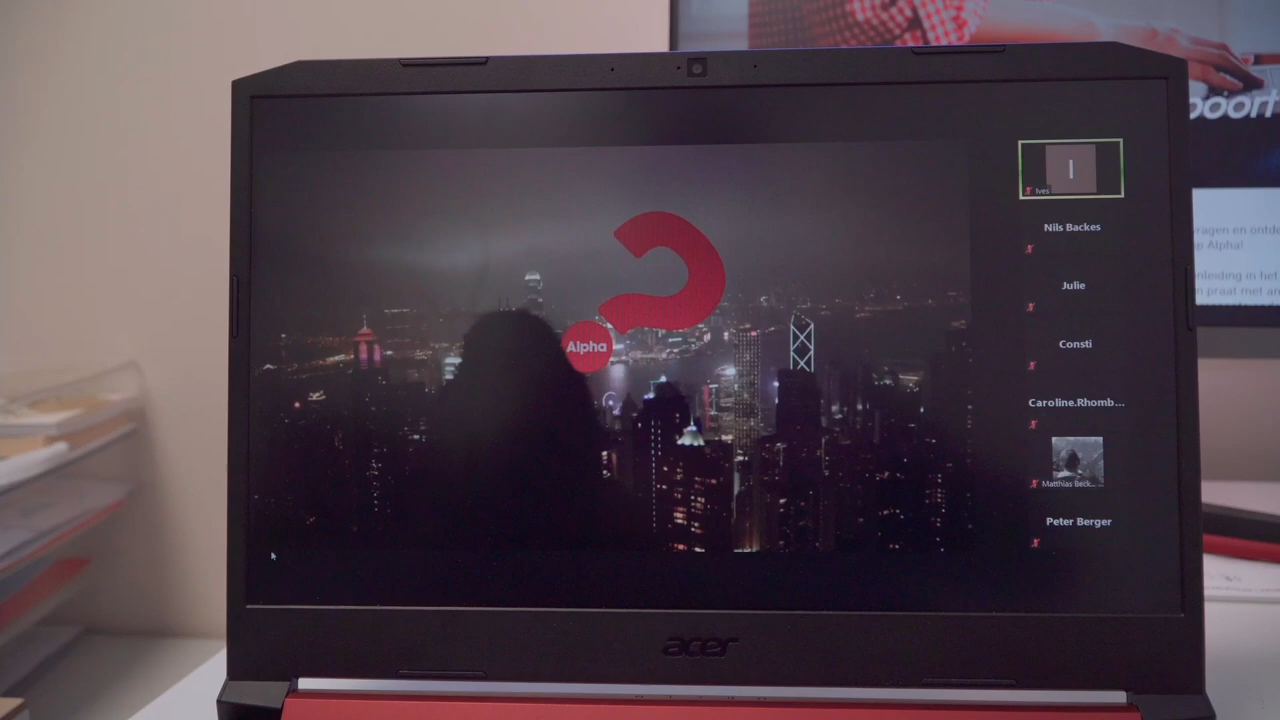 poort
I
Ives
Nils Backes
vragen en ontde
p Alpha!
nleiding in het
n praat met an
Julie
Alpha
Consti
Caroline.Rhomb...
Matthias Beck...
Peter Berger
acer